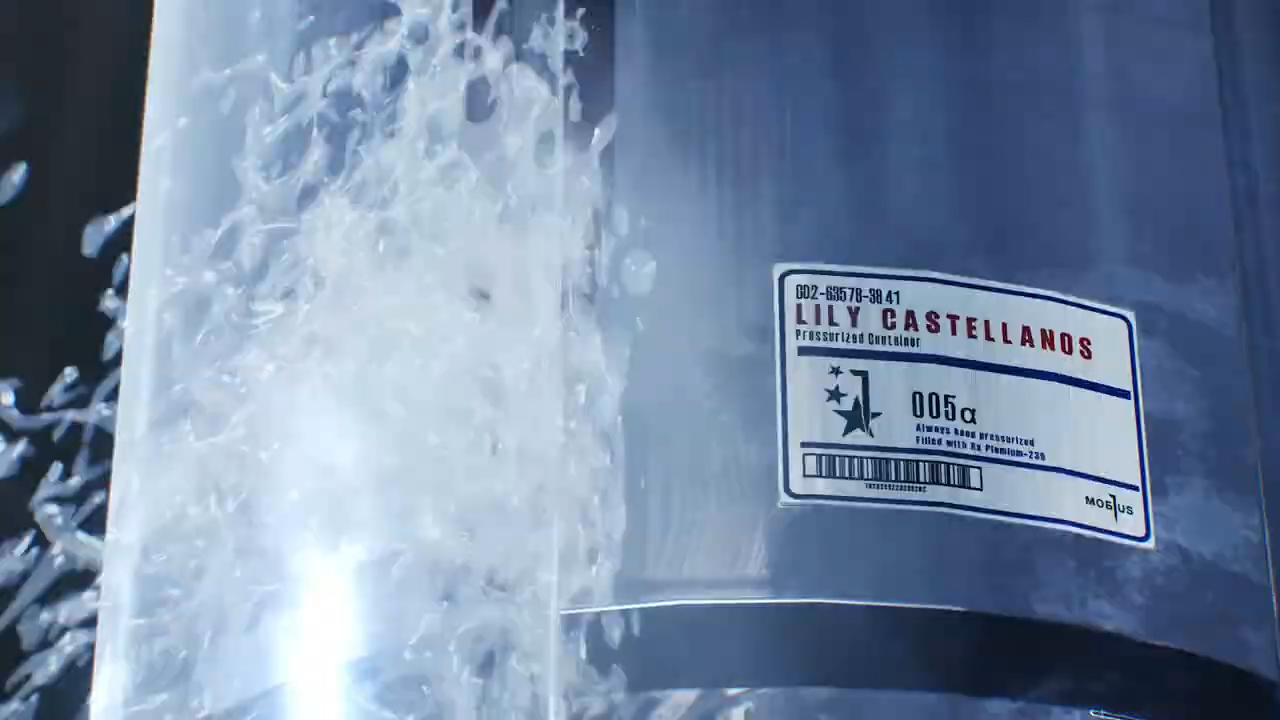 002-63578-3841
LILY CASTELLANOS
Pressurized Container
005α
Always keep pressurized
Filled with Rx Plenium-239
MOBIUS